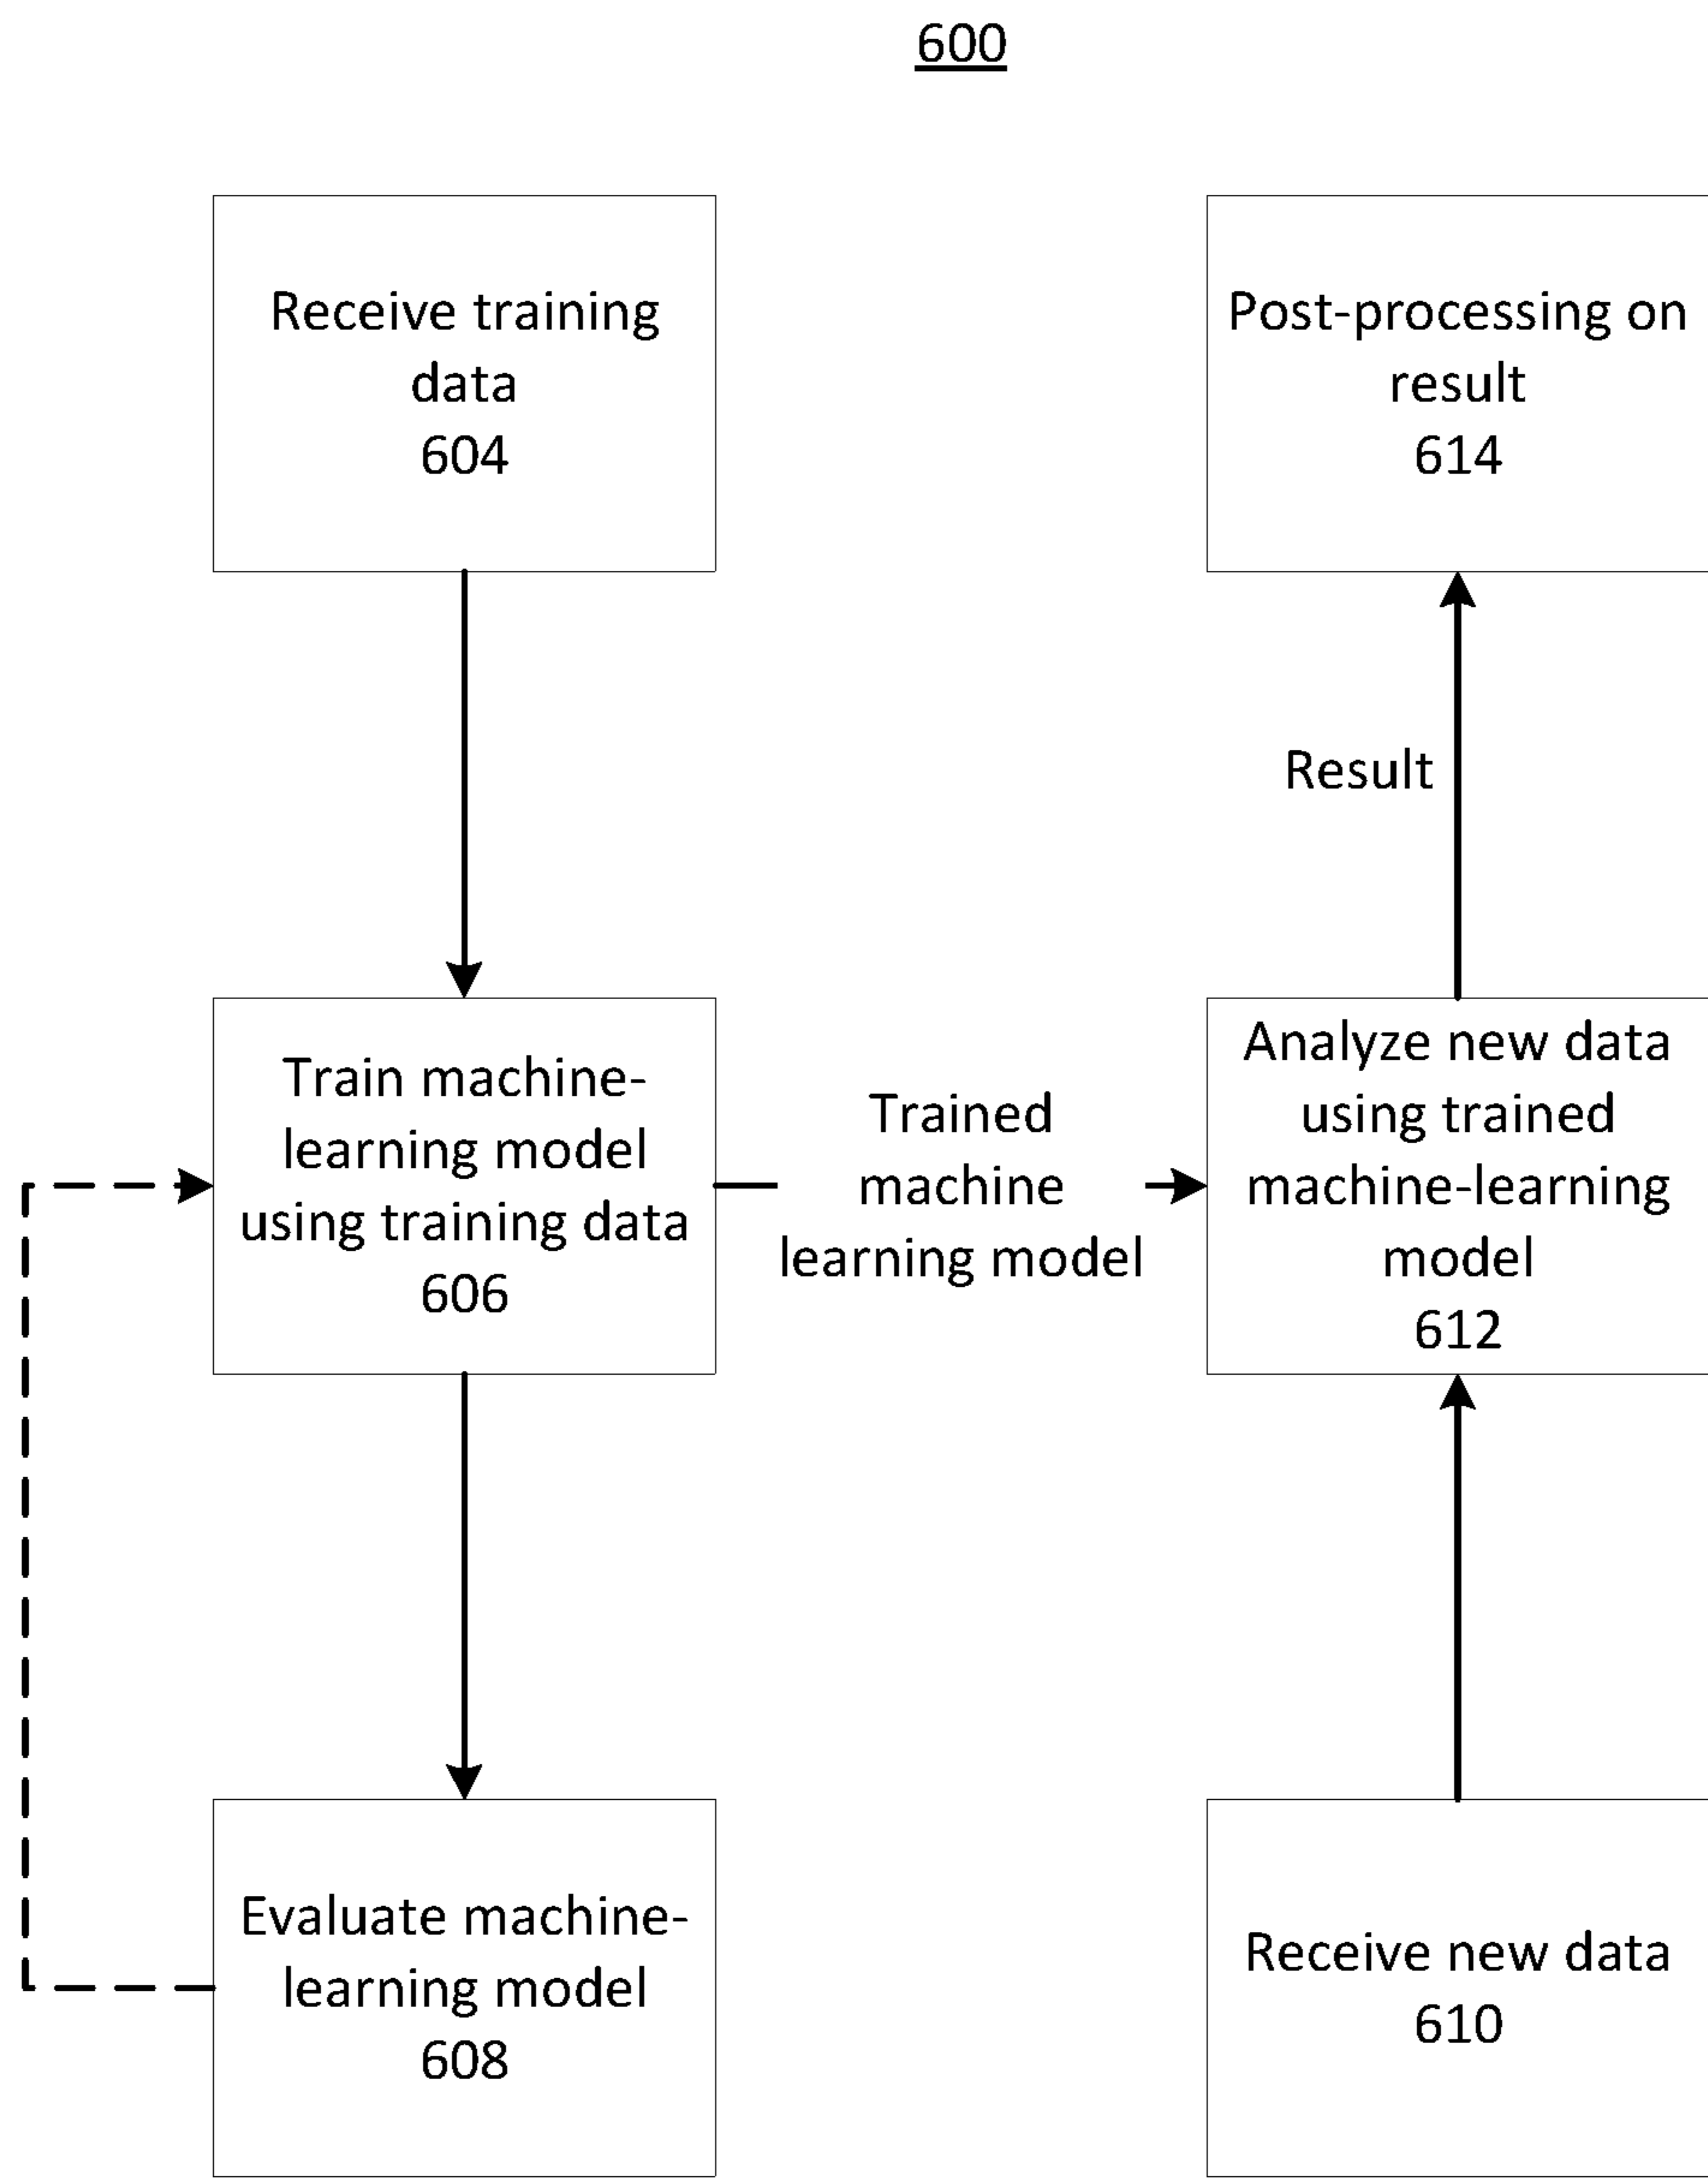 600
Receive training
data
604
Train machine-
learning model
using training data
606
Evaluate machine-
learning model
608
Trained
machine
learning model
Post-processing on
result
614
Result
Analyze new data
using trained
machine-learning
model
612
Receive new data
610